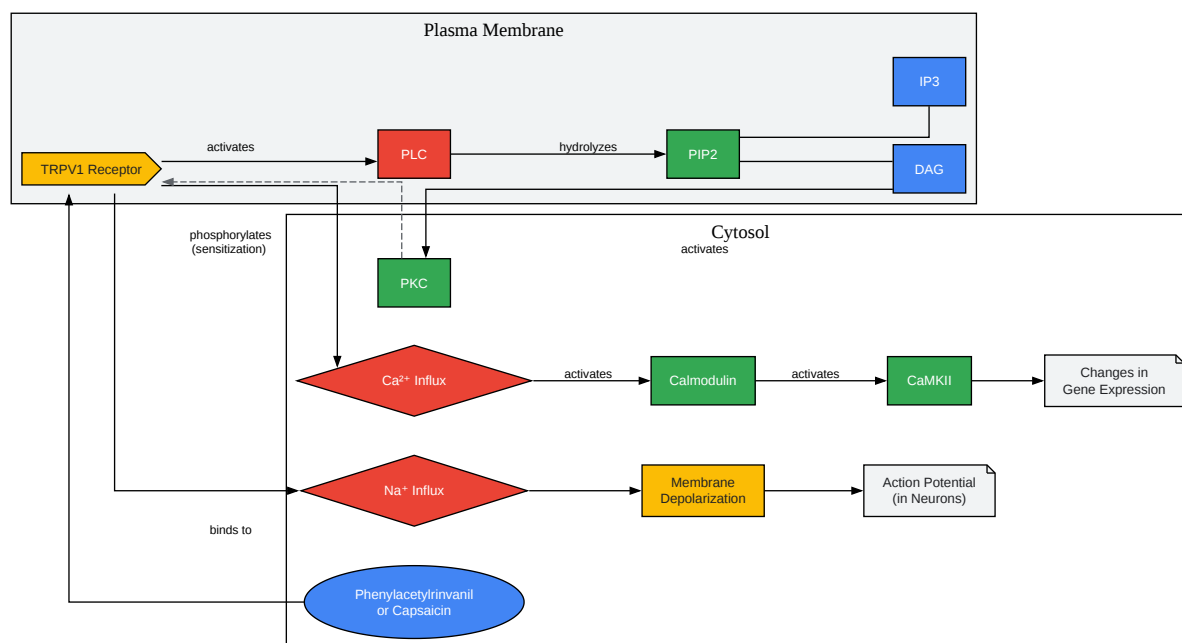 Plasma Membrane
IP3
activates
PLC
hydrolyzes
PIP2
TRPV1 Receptor
DAG
phosphorylates
(sensitization)
Cytosol
activates
PKC
Ca²⁺ Influx
activates
Calmodulin
activates
CaMKII
Changes in
Gene Expression
Na⁺ Influx
Membrane
Depolarization
Action Potential
(in Neurons)
binds to
Phenylacetylrinvanil
or Capsaicin